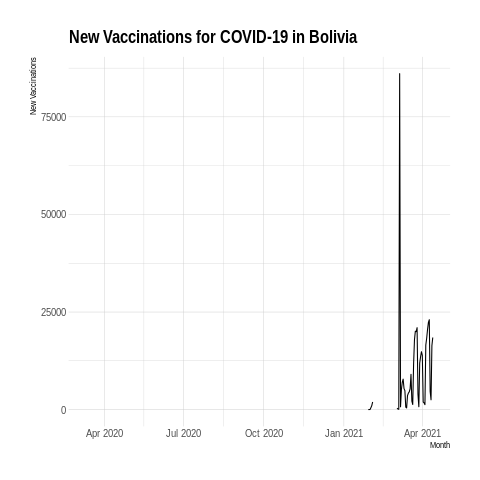 New Vaccinations for COVID-19 in Bolivia
New Vaccinations
75000
50000
25000
0
Apr 2020
Jul 2020
Oct 2020
Jan 2021
Apr 2021
Month